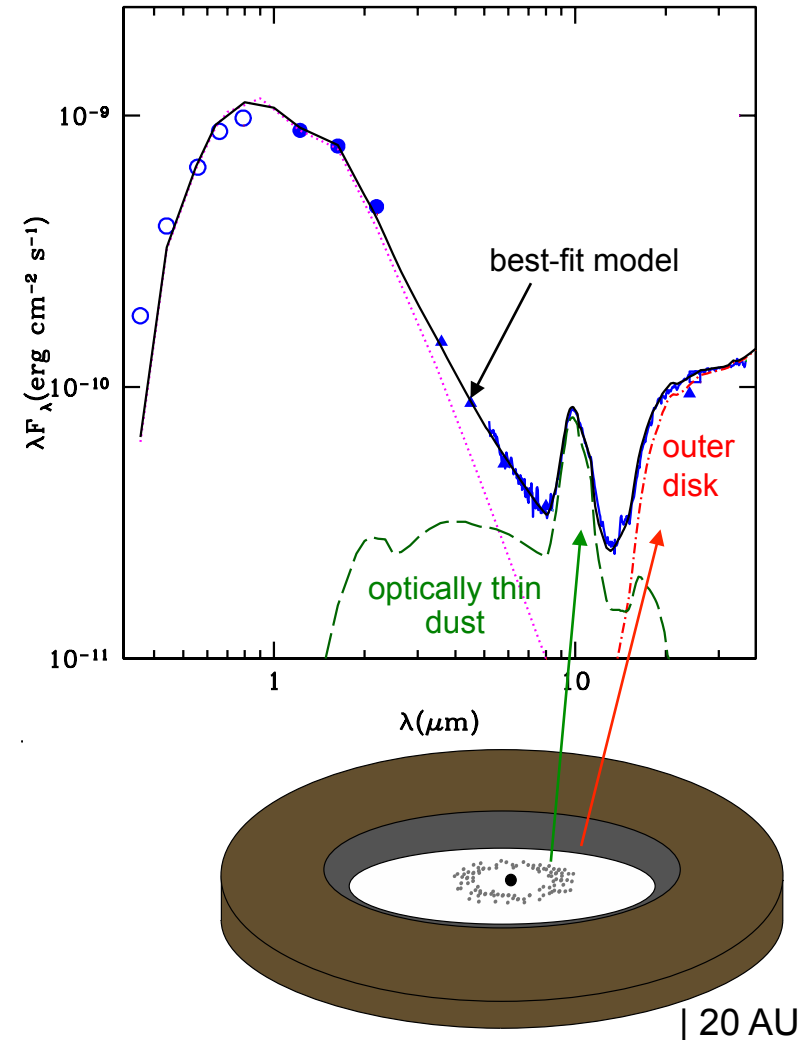 10⁻⁹
λF_λ(erg cm⁻² s⁻¹)
best-fit model
10⁻¹⁰
outer
disk
optically thin
dust
10⁻¹¹
1
10
λ(μm)
| 20 AU